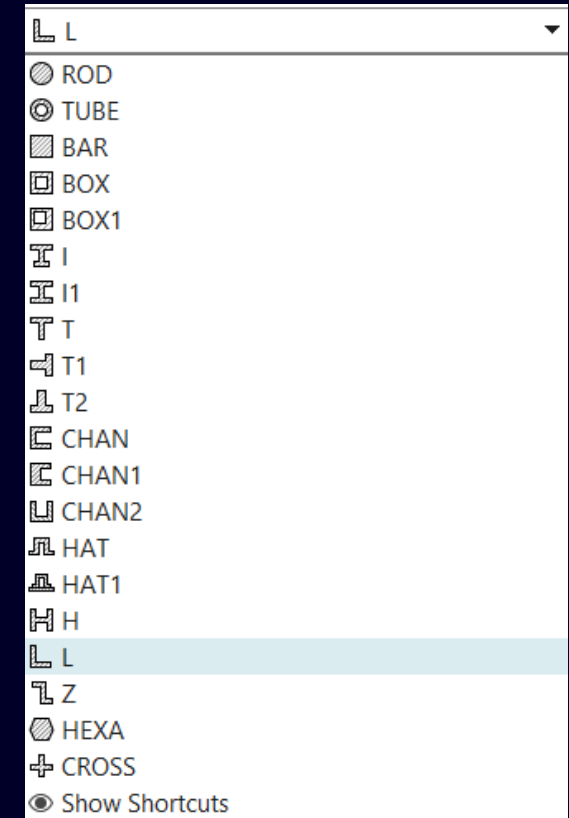 L
ROD
TUBE
BAR
BOX
BOX1
I
I1
T
T1
T2
CHAN
CHAN1
CHAN2
HAT
HAT1
H
L
Z
HEXA
CROSS
Show Shortcuts